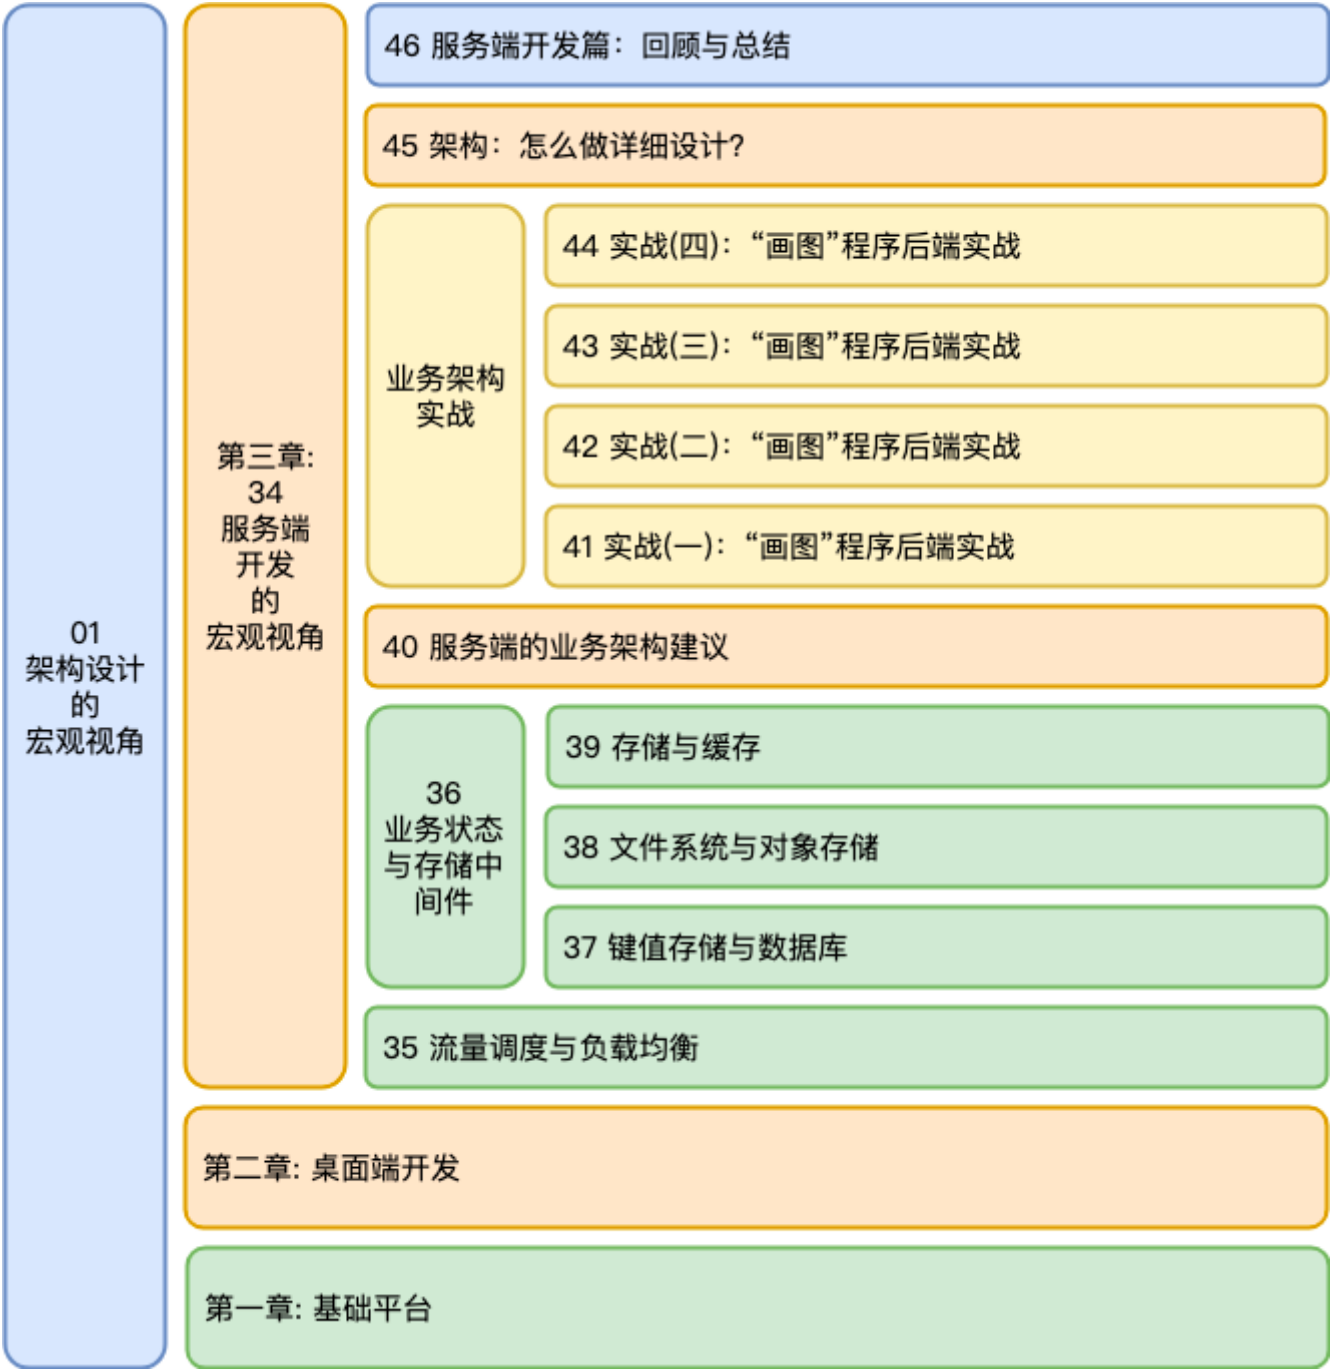 01
架构设计
的
宏观视角
第三章:
34
服务端
开发
的
宏观视角
46 服务端开发篇：回顾与总结
45 架构：怎么做详细设计？
业务架构
实战
44 实战(四)：“画图”程序后端实战
43 实战(三)：“画图”程序后端实战
42 实战(二)：“画图”程序后端实战
41 实战(一)：“画图”程序后端实战
40 服务端的业务架构建议
36
业务状态
与存储中
间件
39 存储与缓存
38 文件系统与对象存储
37 键值存储与数据库
35 流量调度与负载均衡
第二章: 桌面端开发
第一章: 基础平台